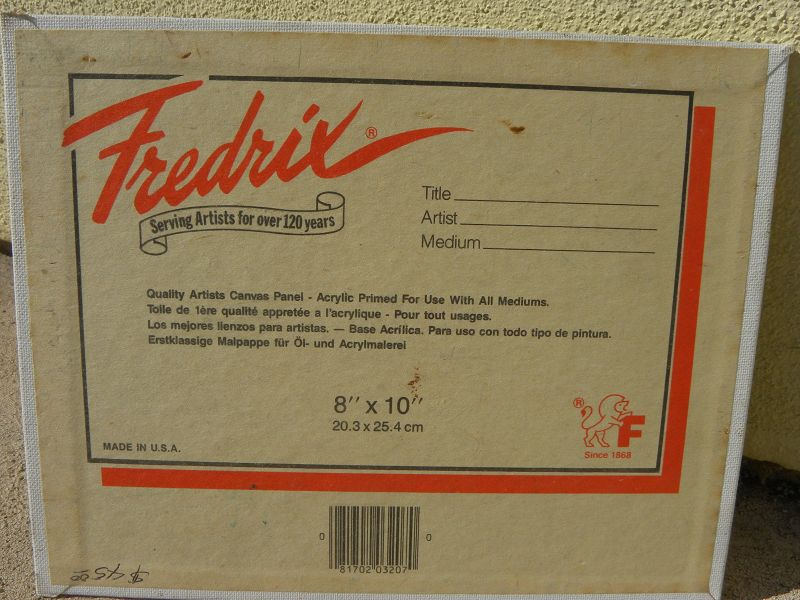 Fredrix ®
Serving Artists for over 120 years
Title
Artist
Medium
Quality Artists Canvas Panel - Acrylic Primed For Use With All Mediums.
Toile de 1ère qualité appretée a l'acrylique - Pour tout usages.
Los mejores lienzos para artistas. — Base Acrílica. Para uso con todo tipo de pintura.
Erstklassige Malpappe für Öl- und Acrylmalerei
8" x 10"
20.3 x 25.4 cm
® F
Since 1868
MADE IN U.S.A.
0 81702 03207 0
$45.00